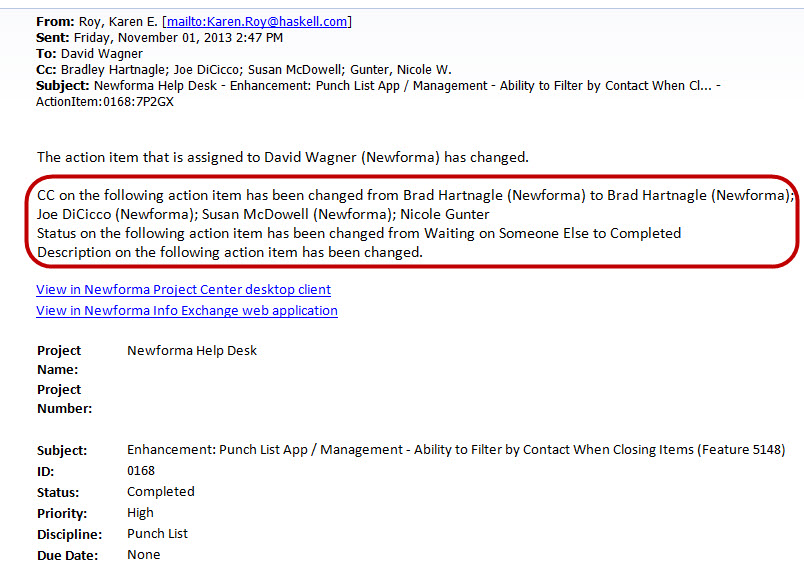 From: Roy, Karen E. [mailto:Karen.Roy@haskell.com]
Sent: Friday, November 01, 2013 2:47 PM
To: David Wagner
Cc: Bradley Hartnagle; Joe DiCicco; Susan McDowell; Gunter, Nicole W.
Subject: Newforma Help Desk - Enhancement: Punch List App / Management - Ability to Filter by Contact When Cl... -
ActionItem:0168:7P2GX
The action item that is assigned to David Wagner (Newforma) has changed.
CC on the following action item has been changed from Brad Hartnagle (Newforma) to Brad Hartnagle (Newforma);
Joe DiCicco (Newforma); Susan McDowell (Newforma); Nicole Gunter
Status on the following action item has been changed from Waiting on Someone Else to Completed
Description on the following action item has been changed.
View in Newforma Project Center desktop client
View in Newforma Info Exchange web application
Project Newforma Help Desk
Name:
Project
Number:
Subject: Enhancement: Punch List App / Management - Ability to Filter by Contact When Closing Items (Feature 5148)
ID: 0168
Status: Completed
Priority: High
Discipline: Punch List
Due Date: None